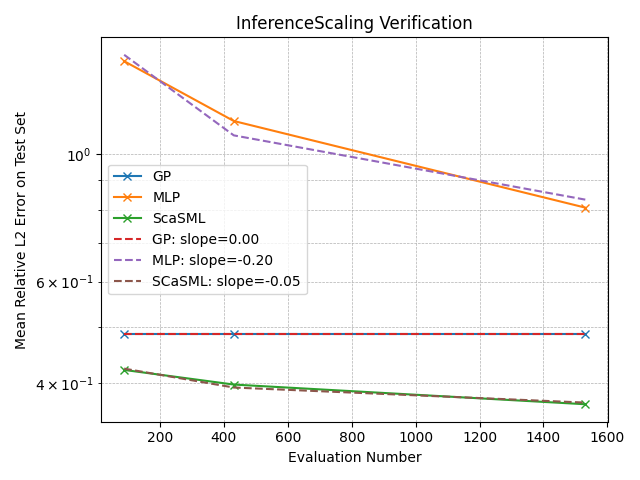 InferenceScaling Verification
Mean Relative L2 Error on Test Set
10⁰
6 × 10⁻¹
4 × 10⁻¹
GP
MLP
ScaSML
GP: slope=0.00
MLP: slope=-0.20
SCaSML: slope=-0.05
200 400 600 800 1000 1200 1400 1600
Evaluation Number